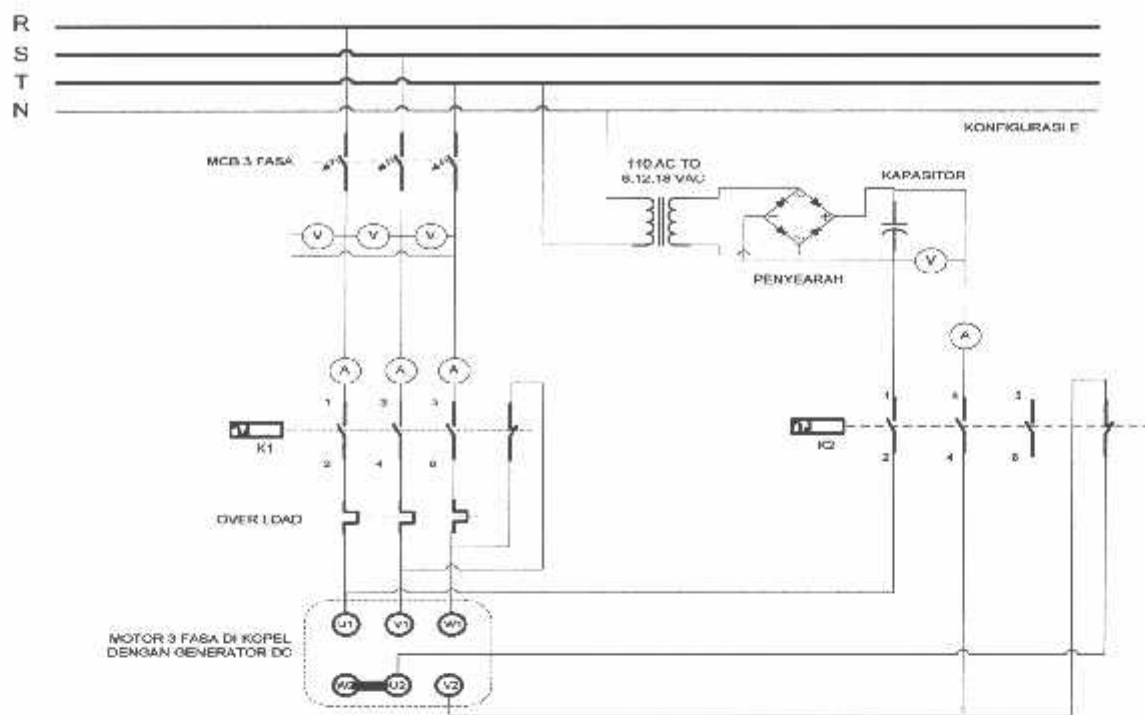 R
S
T
N
KONFIGURASI E
MCB 3 FASA
110 AC TO
6.12.18 VAC
KAPASITOR
V V V
V
PENYEARAH
A
A A A
1 3 5
K1
2 4 6
1 3 5
K2
2 4 6
OVER LOAD
U1 V1 W1
MOTOR 3 FASA DI KOPEL
DENGAN GENERATOR DC
W2 U2 V2